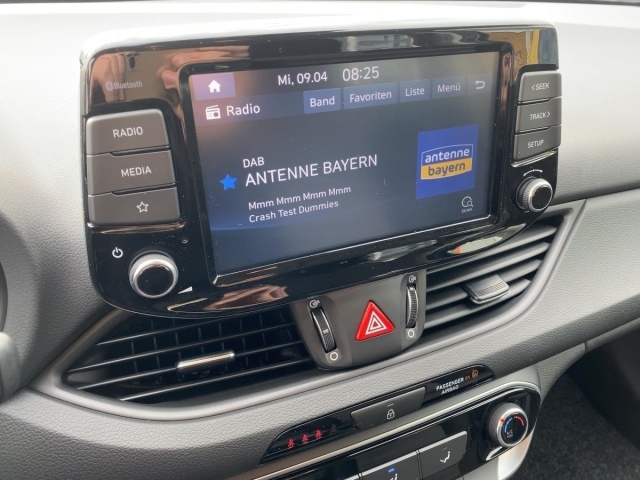 Bluetooth
Mi, 09.04 08:25
Radio Band Favoriten Liste Menü
DAB
ANTENNE BAYERN
Mmm Mmm Mmm Mmm
Crash Test Dummies
antenne
bayern
RADIO
MEDIA
< SEEK
TRACK >
SETUP
PASSENGER
AIRBAG